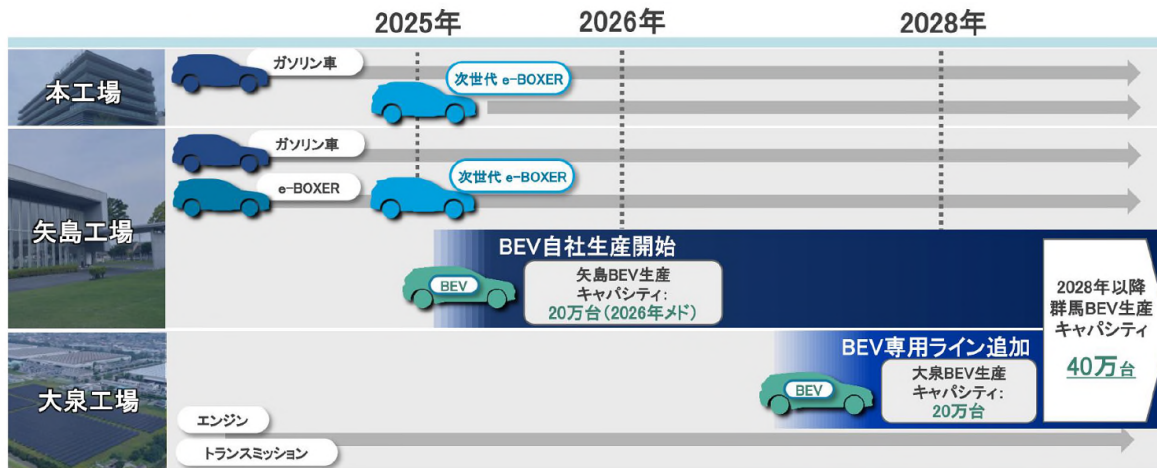 2025年
2026年
2028年
本工場
ガソリン車
次世代 e-BOXER
矢島工場
ガソリン車
e-BOXER
次世代 e-BOXER
BEV自社生産開始
BEV
矢島BEV生産
キャパシティ:
20万台（2026年メド）
2028年以降
群馬BEV生産
キャパシティ
40万台
大泉工場
BEV専用ライン追加
BEV
大泉BEV生産
キャパシティ:
20万台
エンジン
トランスミッション